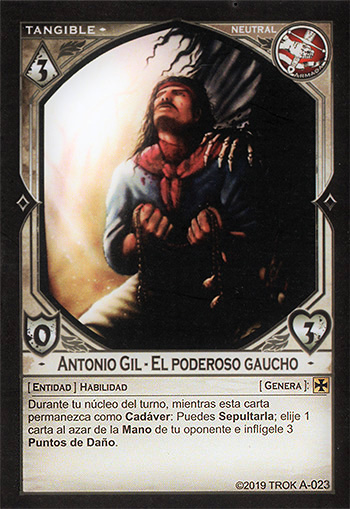 TANGIBLE
NEUTRAL
3
ARMADA
0
3
ANTONIO GIL - EL PODEROSO GAUCHO
[ ENTIDAD ] HABILIDAD
[ GENERA ]:
Durante tu núcleo del turno, mientras esta carta
permanezca como Cadáver: Puedes Sepultarla; elije 1
carta al azar de la Mano de tu oponente e inflígele 3
Puntos de Daño.
©2019 TROK A-023